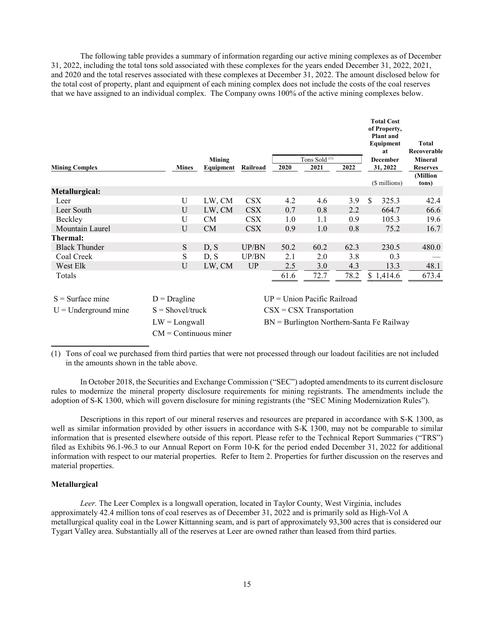 The following table provides a summary of information regarding our active mining complexes as of December
31, 2022, including the total tons sold associated with these complexes for the years ended December 31, 2022, 2021,
and 2020 and the total reserves associated with these complexes at December 31, 2022. The amount disclosed below for
the total cost of property, plant and equipment of each mining complex does not include the costs of the coal reserves
that we have assigned to an individual complex. The Company owns 100% of the active mining complexes below.
Total Cost
of Property,
Plant and
Equipment Total
at Recoverable
Mining Tons Sold (1) December Mineral
Mining Complex Mines Equipment Railroad 2020 2021 2022 31, 2022 Reserves
(Million
($ millions) tons)
Metallurgical:
Leer U LW, CM CSX 4.2 4.6 3.9 $ 325.3 42.4
Leer South U LW, CM CSX 0.7 0.8 2.2 664.7 66.6
Beckley U CM CSX 1.0 1.1 0.9 105.3 19.6
Mountain Laurel U CM CSX 0.9 1.0 0.8 75.2 16.7
Thermal:
Black Thunder S D, S UP/BN 50.2 60.2 62.3 230.5 480.0
Coal Creek S D, S UP/BN 2.1 2.0 3.8 0.3 —
West Elk U LW, CM UP 2.5 3.0 4.3 13.3 48.1
Totals 61.6 72.7 78.2 $ 1,414.6 673.4
S = Surface mine D = Dragline UP = Union Pacific Railroad
U = Underground mine S = Shovel/truck CSX = CSX Transportation
LW = Longwall BN = Burlington Northern-Santa Fe Railway
CM = Continuous miner
(1) Tons of coal we purchased from third parties that were not processed through our loadout facilities are not included
in the amounts shown in the table above.
In October 2018, the Securities and Exchange Commission ("SEC") adopted amendments to its current disclosure
rules to modernize the mineral property disclosure requirements for mining registrants. The amendments include the
adoption of S-K 1300, which will govern disclosure for mining registrants (the "SEC Mining Modernization Rules").
Descriptions in this report of our mineral reserves and resources are prepared in accordance with S-K 1300, as
well as similar information provided by other issuers in accordance with S-K 1300, may not be comparable to similar
information that is presented elsewhere outside of this report. Please refer to the Technical Report Summaries ("TRS")
filed as Exhibits 96.1-96.3 to our Annual Report on Form 10-K for the period ended December 31, 2022 for additional
information with respect to our material properties. Refer to Item 2. Properties for further discussion on the reserves and
material properties.
Metallurgical
Leer. The Leer Complex is a longwall operation, located in Taylor County, West Virginia, includes
approximately 42.4 million tons of coal reserves as of December 31, 2022 and is primarily sold as High-Vol A
metallurgical quality coal in the Lower Kittanning seam, and is part of approximately 93,300 acres that is considered our
Tygart Valley area. Substantially all of the reserves at Leer are owned rather than leased from third parties.
15